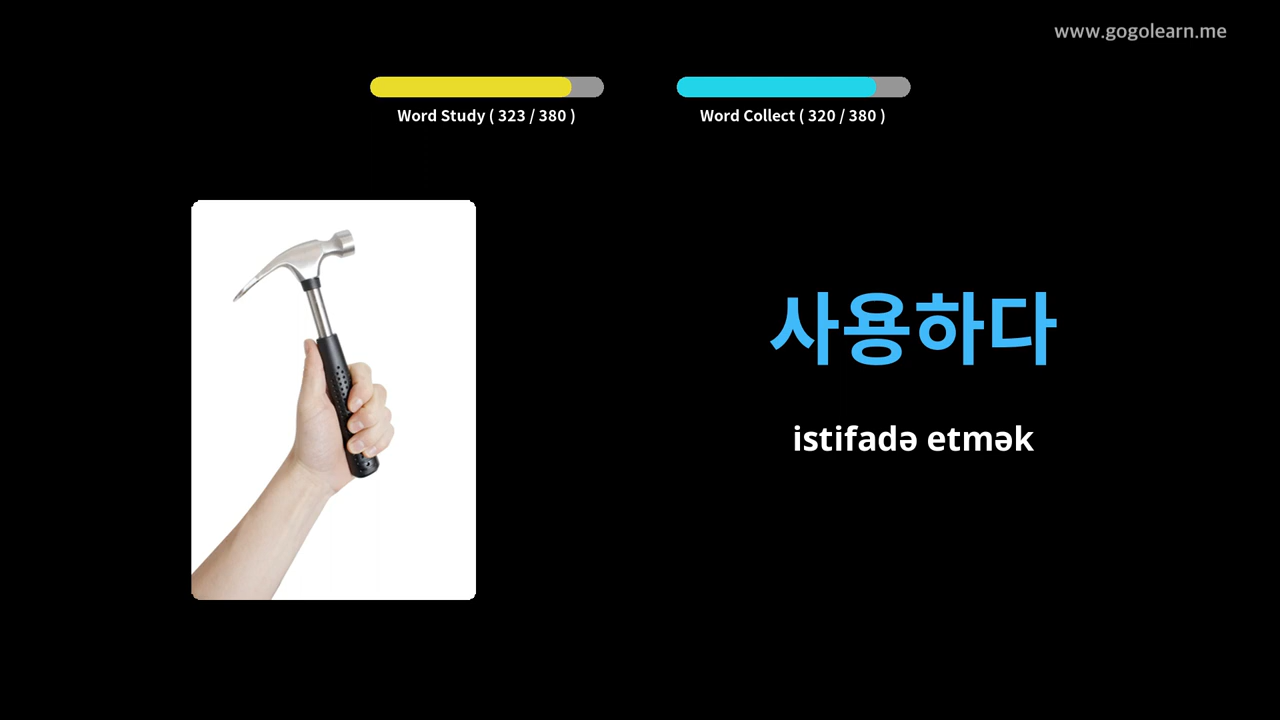 www.gogolearn.me
Word Study ( 323 / 380 )
Word Collect ( 320 / 380 )
사용하다
istifadə etmək